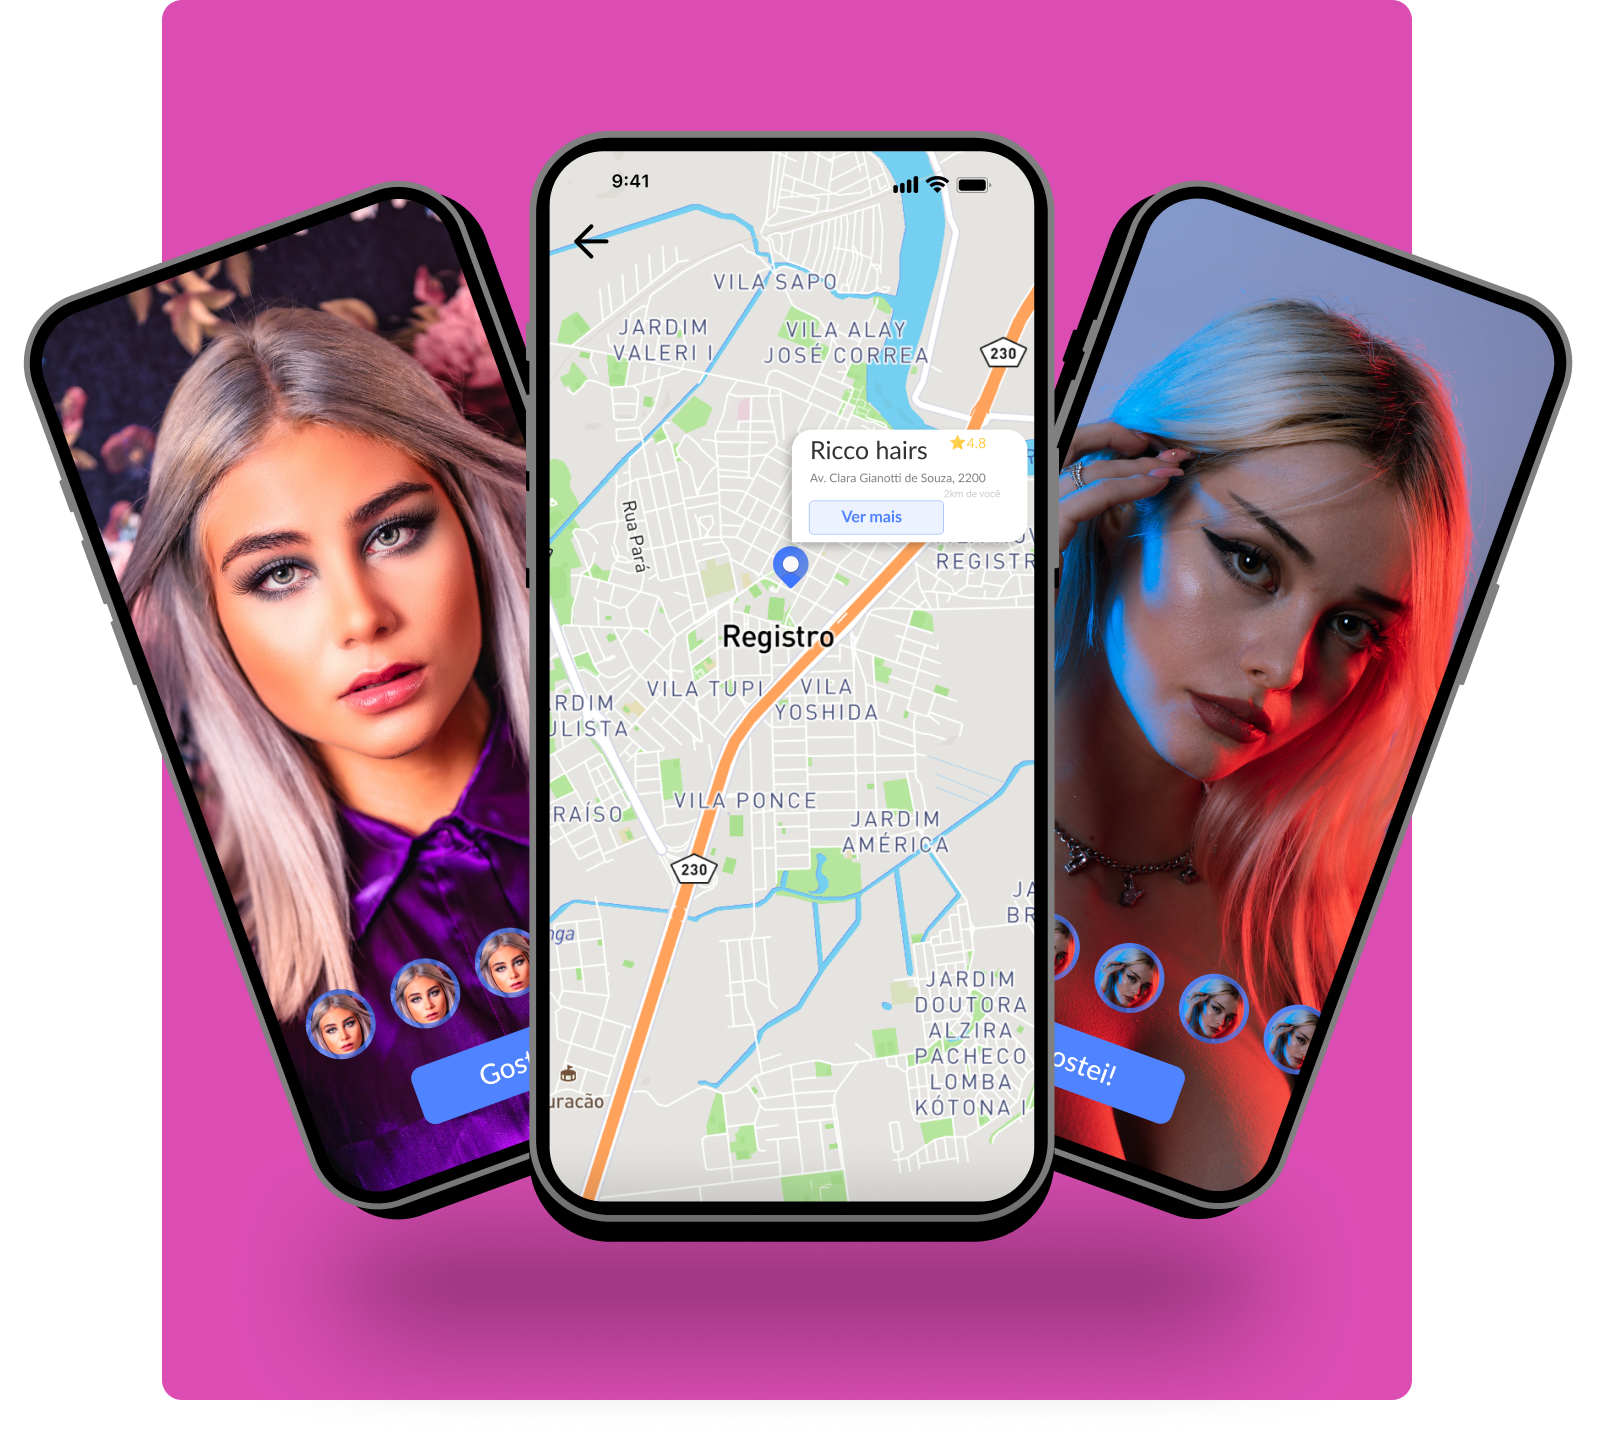 9:41
VILA SAPO
JARDIM
VALERI I
VILA ALAY
JOSÉ CORREA
230
Ricco hairs
4.8
Av. Clara Gianotti de Souza, 2200
2km de você
Ver mais
Rua Pará
REGISTR
Registro
VILA TUPI
VILA
YOSHIDA
RDIM
ULISTA
VILA PONCE
RAÍSO
JARDIM
AMÉRICA
230
JA
BR
nga
JARDIM
DOUTORA
ALZIRA
PACHECO
LOMBA
KÓTONA I
uracão
Gost
ostei!